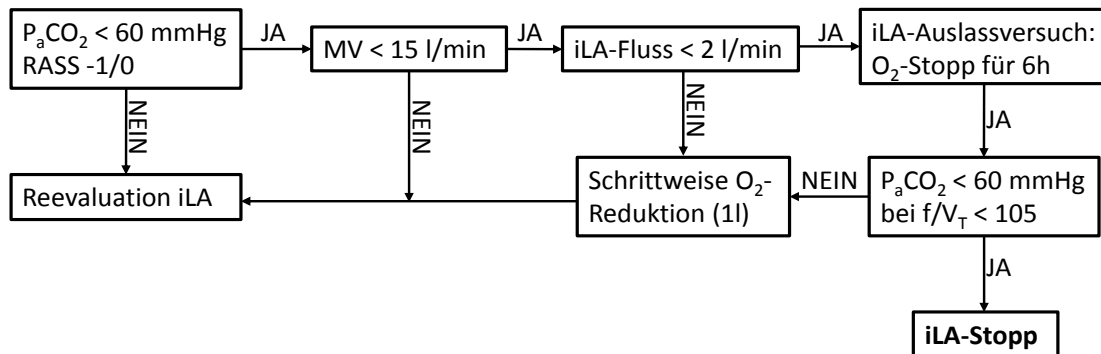 PaCO2 < 60 mmHg
RASS -1/0
JA
MV < 15 l/min
JA
iLA-Fluss < 2 l/min
JA
iLA-Auslassversuch:
O2-Stopp für 6h
NEIN
NEIN
NEIN
JA
Reevaluation iLA
Schrittweise O2-
Reduktion (1l)
NEIN
PaCO2 < 60 mmHg
bei f/VT < 105
JA
iLA-Stopp